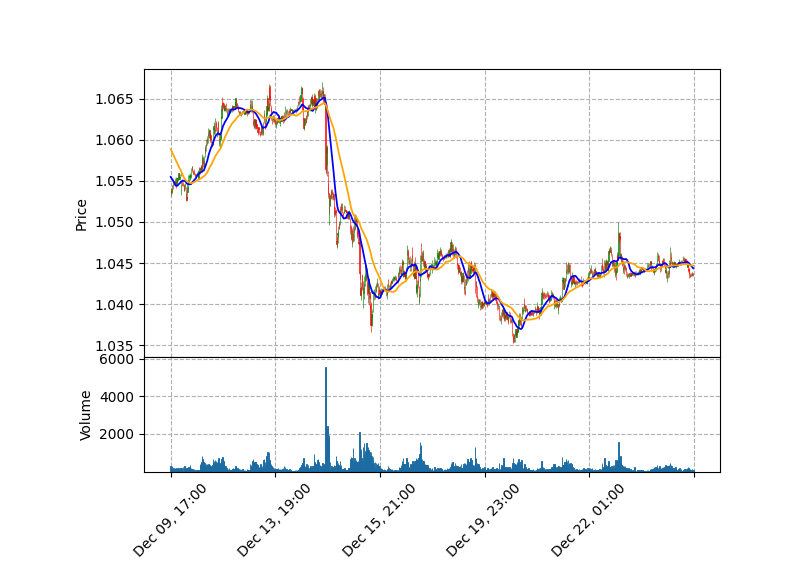 1.065
1.060
1.055
1.050
1.045
1.040
1.035
Price
6000
4000
2000
Volume
Dec 09, 17:00
Dec 13, 19:00
Dec 15, 21:00
Dec 19, 23:00
Dec 22, 01:00